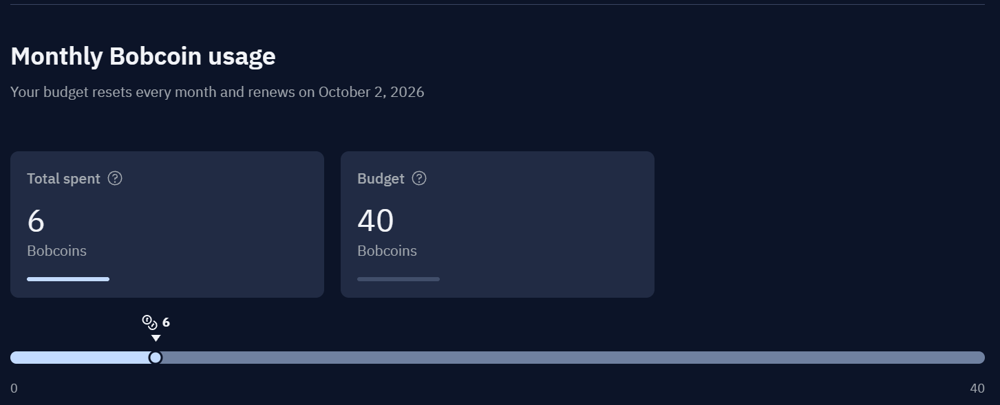 Monthly Bobcoin usage
Your budget resets every month and renews on October 2, 2026
Total spent ?
6
Bobcoins
Budget ?
40
Bobcoins
6
0
40